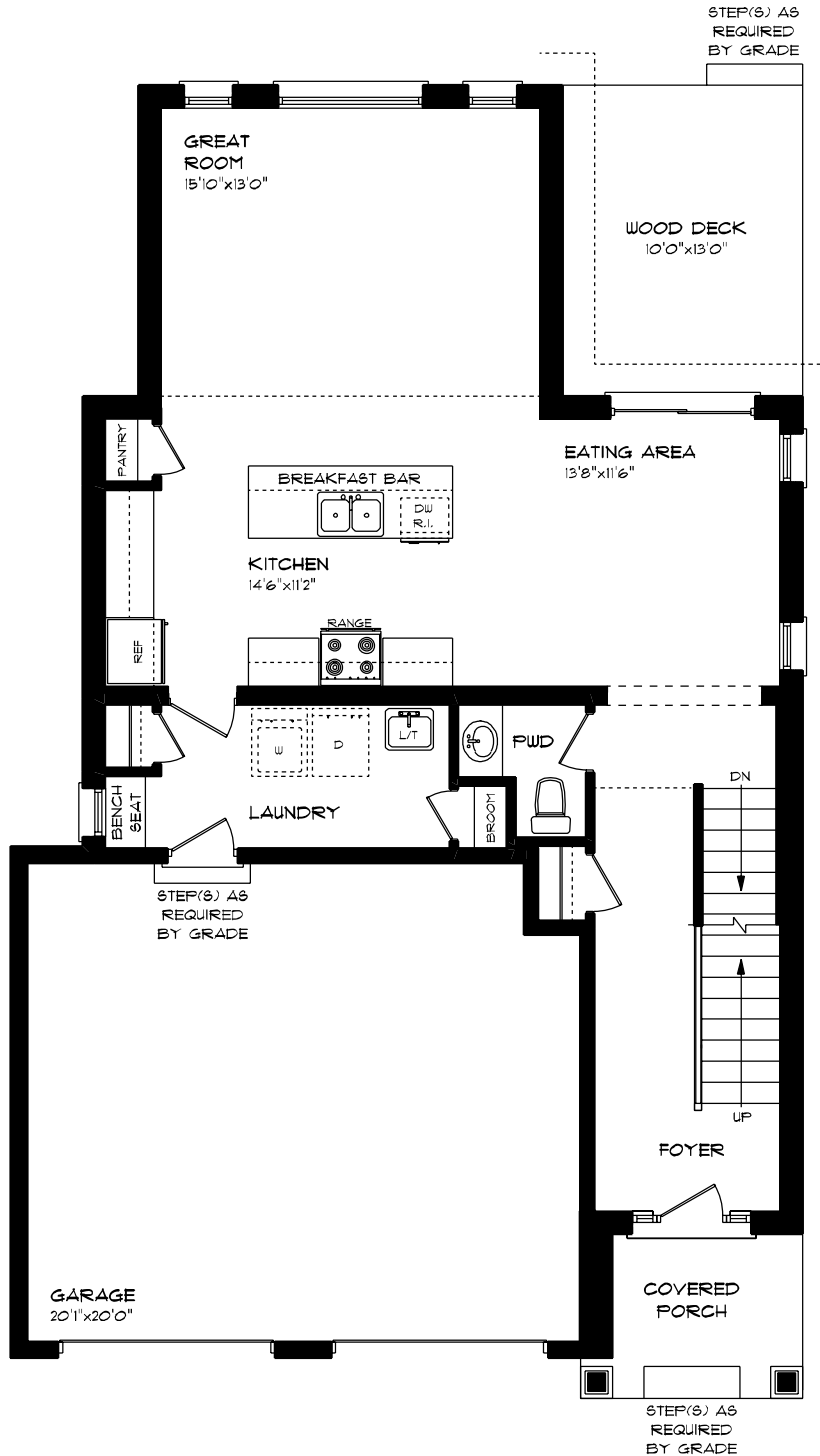 STEP(S) AS
REQUIRED
BY GRADE
GREAT
ROOM
15'10"x13'0"
WOOD DECK
10'0"x13'0"
PANTRY
EATING AREA
13'8"x11'6"
BREAKFAST BAR
DW
R.I.
KITCHEN
14'6"x11'2"
RANGE
REF
W
D
L/T
PWD
DN
BENCH
SEAT
LAUNDRY
BROOM
STEP(S) AS
REQUIRED
BY GRADE
UP
FOYER
GARAGE
20'1"x20'0"
COVERED
PORCH
STEP(S) AS
REQUIRED
BY GRADE